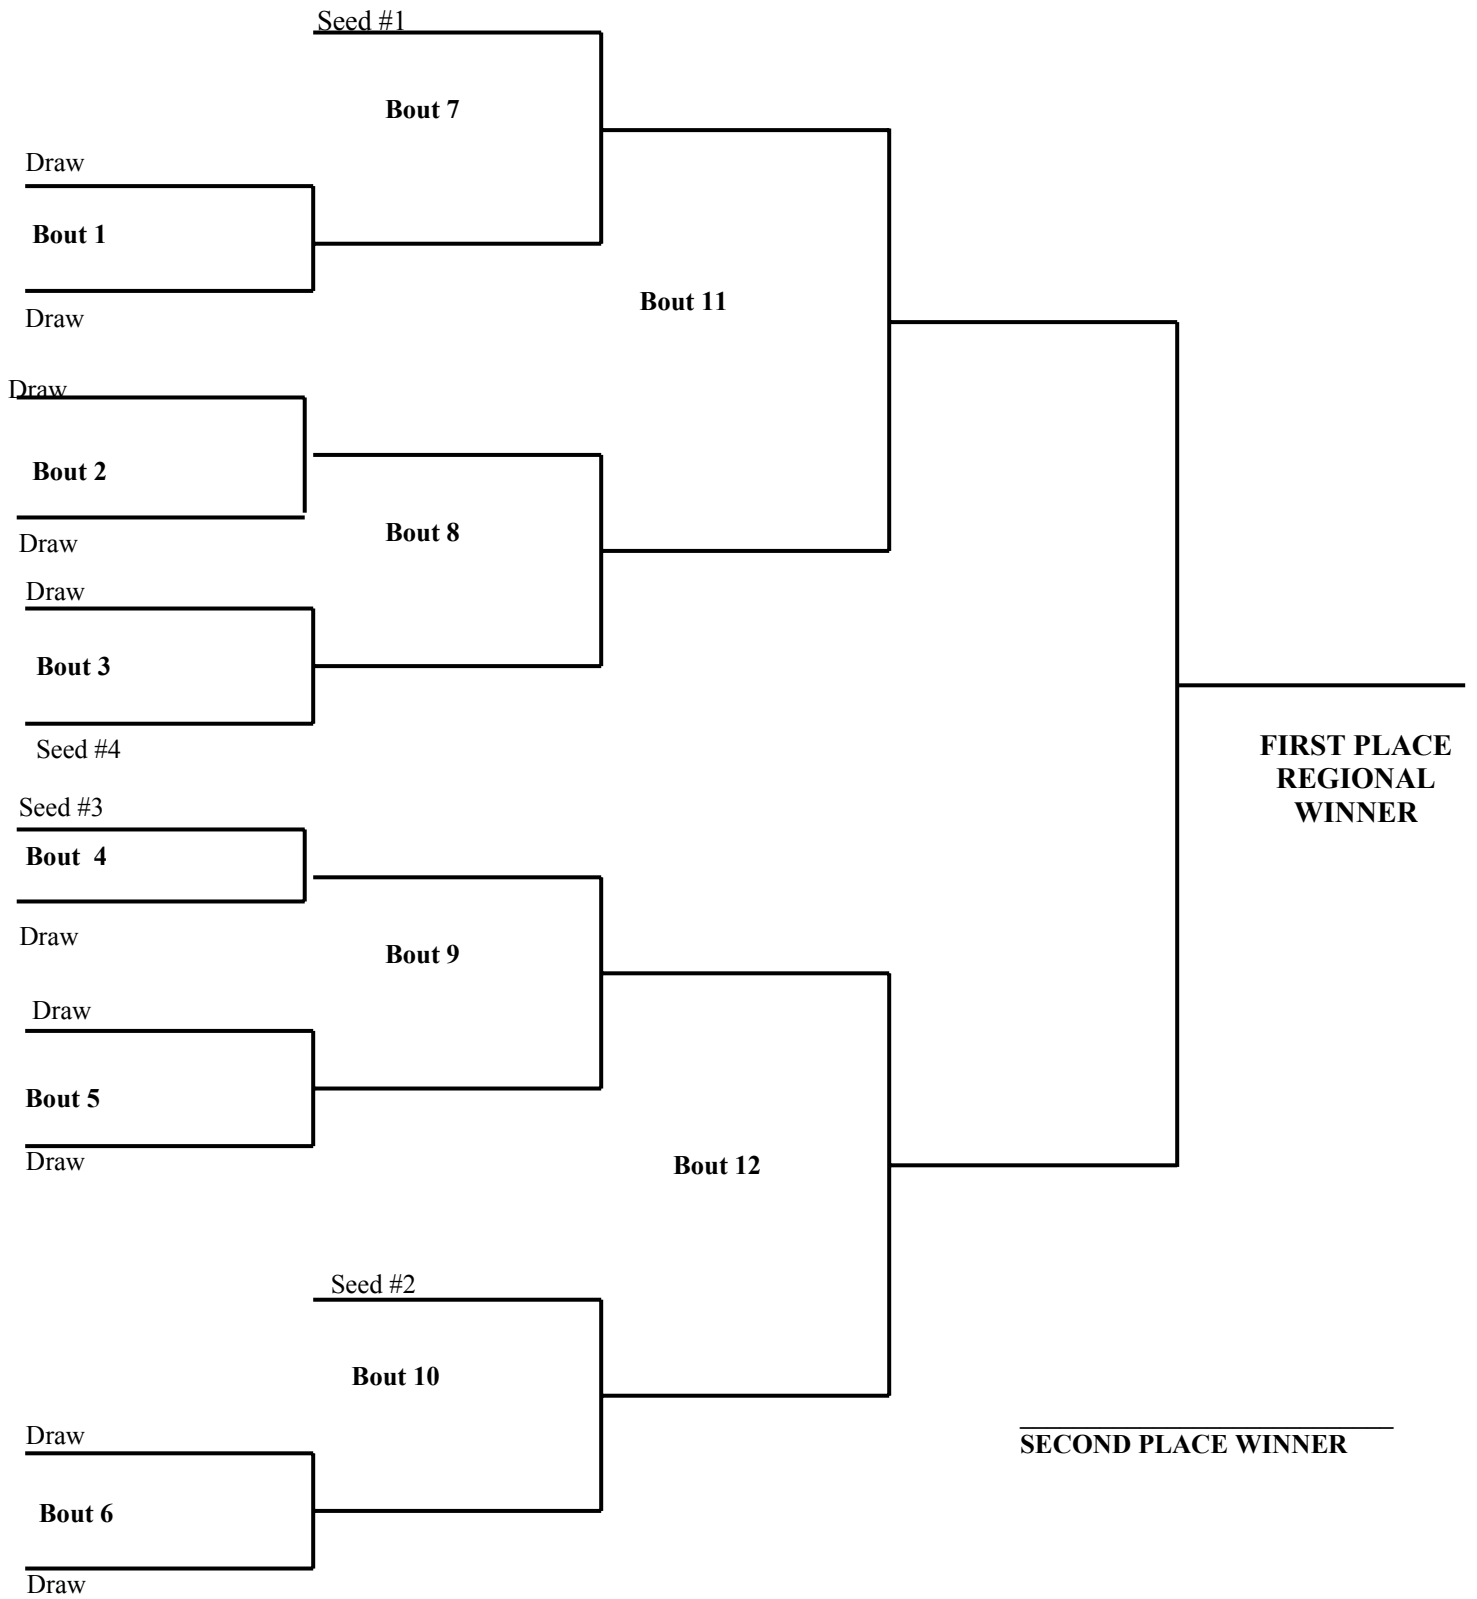 Seed #1
Bout 7
Draw
Bout 1
Draw
Bout 11
Draw
Bout 2
Draw
Bout 8
Draw
Bout 3
Seed #4
FIRST PLACE
REGIONAL
WINNER
Seed #3
Bout 4
Draw
Bout 9
Draw
Bout 5
Draw
Bout 12
Seed #2
Bout 10
Draw
SECOND PLACE WINNER
Bout 6
Draw